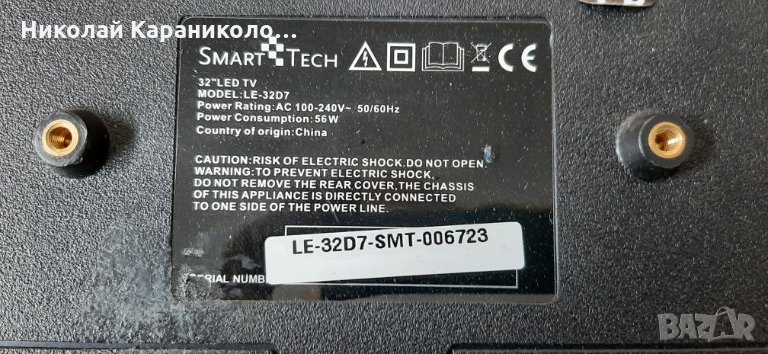 Николай Караниколо...
SMART TECH
32"LED TV
MODEL:LE-32D7
Power Rating:AC 100-240V~ 50/60Hz
Power Consumption:56W
Country of origin:China
CAUTION:RISK OF ELECTRIC SHOCK.DO NOT OPEN.
WARNING:TO PREVENT ELECTRIC SHOCK,
DO NOT REMOVE THE REAR COVER,THE CHASSIS
OF THIS APPLIANCE IS DIRECTLY CONNECTED
TO ONE SIDE OF THE POWER LINE.
LE-32D7-SMT-006723
SERIAL NUMB
BAZAR